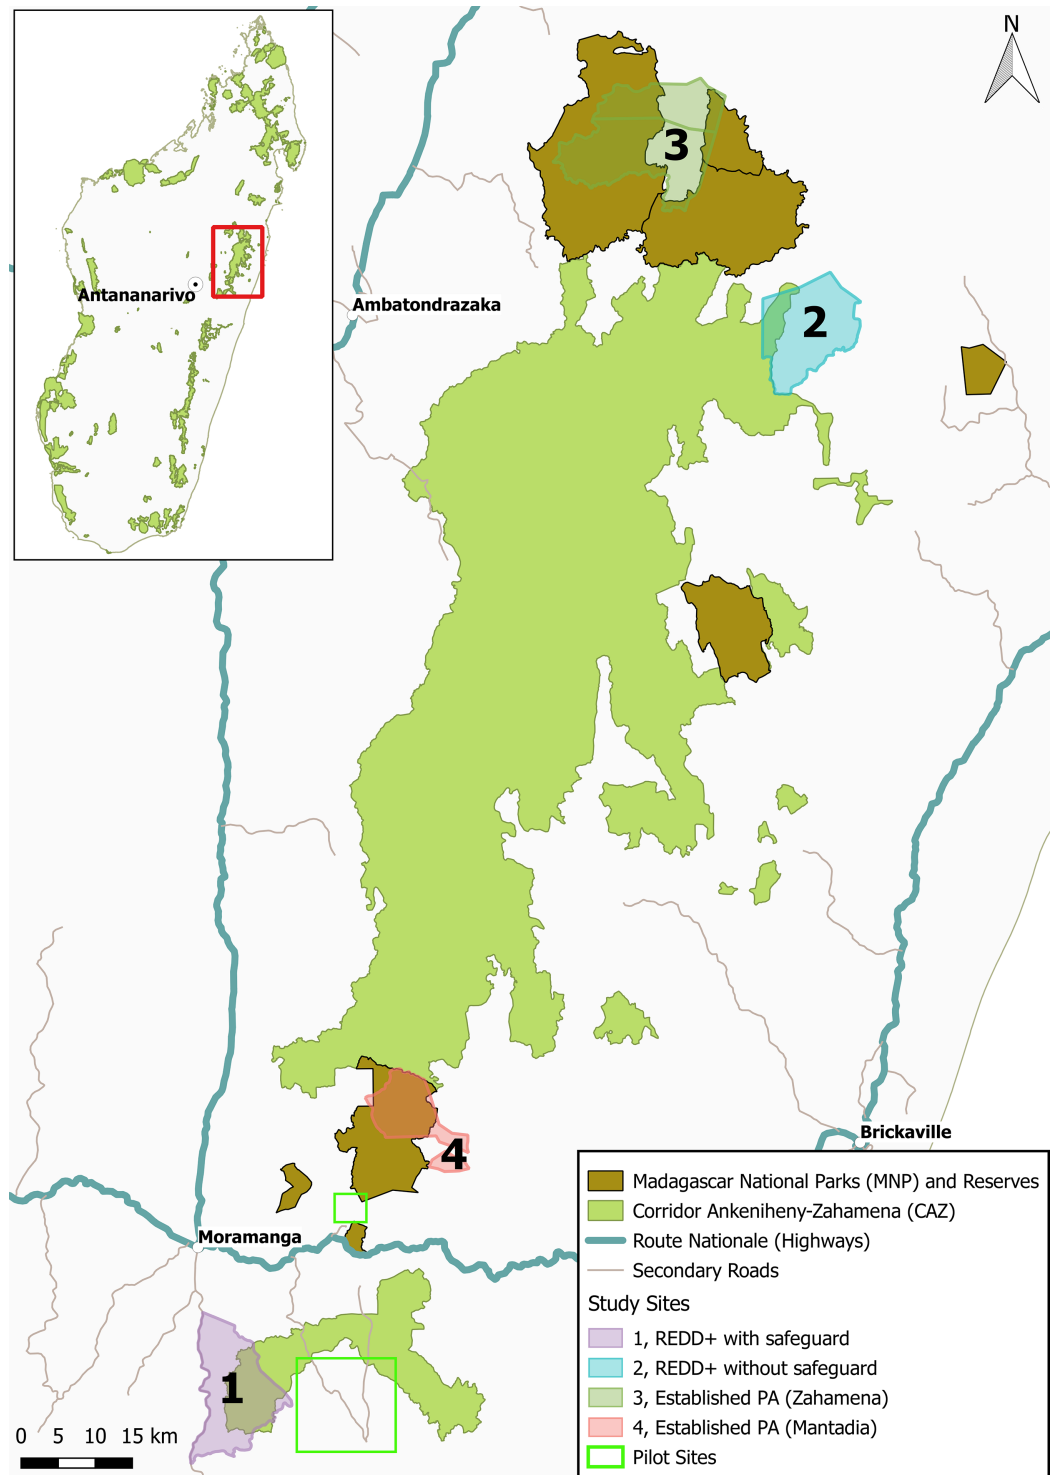 N
3
Antananarivo
Ambatondrazaka
2
Brickaville
4
Moramanga
1
0 5 10 15 km
Madagascar National Parks (MNP) and Reserves
Corridor Ankeniheny-Zahamena (CAZ)
Route Nationale (Highways)
Secondary Roads
Study Sites
1, REDD+ with safeguard
2, REDD+ without safeguard
3, Established PA (Zahamena)
4, Established PA (Mantadia)
Pilot Sites